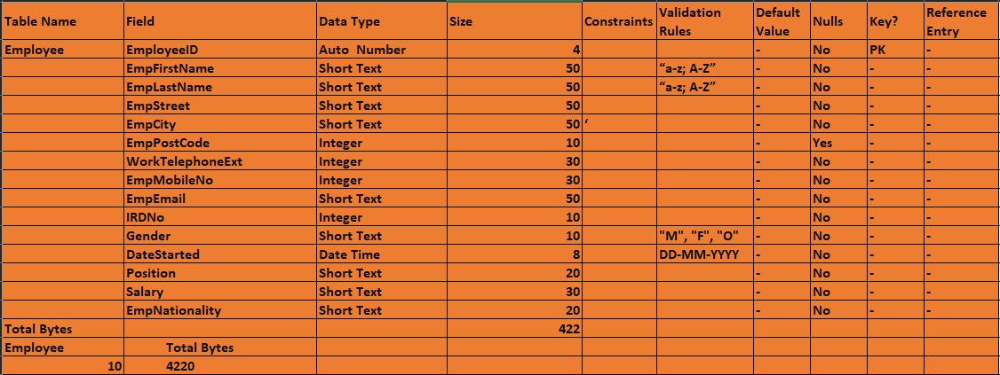 Table Name Field Data Type Size Constraints Validation Rules Default Value Nulls Key? Reference Entry
Employee EmployeeID Auto  Number 4 - No PK -
EmpFirstName Short Text 50 “a-z; A-Z” - No - -
EmpLastName Short Text 50 “a-z; A-Z” - No - -
EmpStreet Short Text 50 - No - -
EmpCity Short Text 50 ‘ - No - -
EmpPostCode Integer 10 - Yes - -
WorkTelephoneExt Integer 30 - No - -
EmpMobileNo Integer 30 - No - -
EmpEmail Short Text 50 - No - -
IRDNo Integer 10 - No - -
Gender Short Text 10 "M", "F", "O" - No - -
DateStarted Date Time 8 DD-MM-YYYY - No - -
Position Short Text 20 - No - -
Salary Short Text 30 - No - -
EmpNationality Short Text 20 - No - -
Total Bytes 422
Employee Total Bytes
10 4220